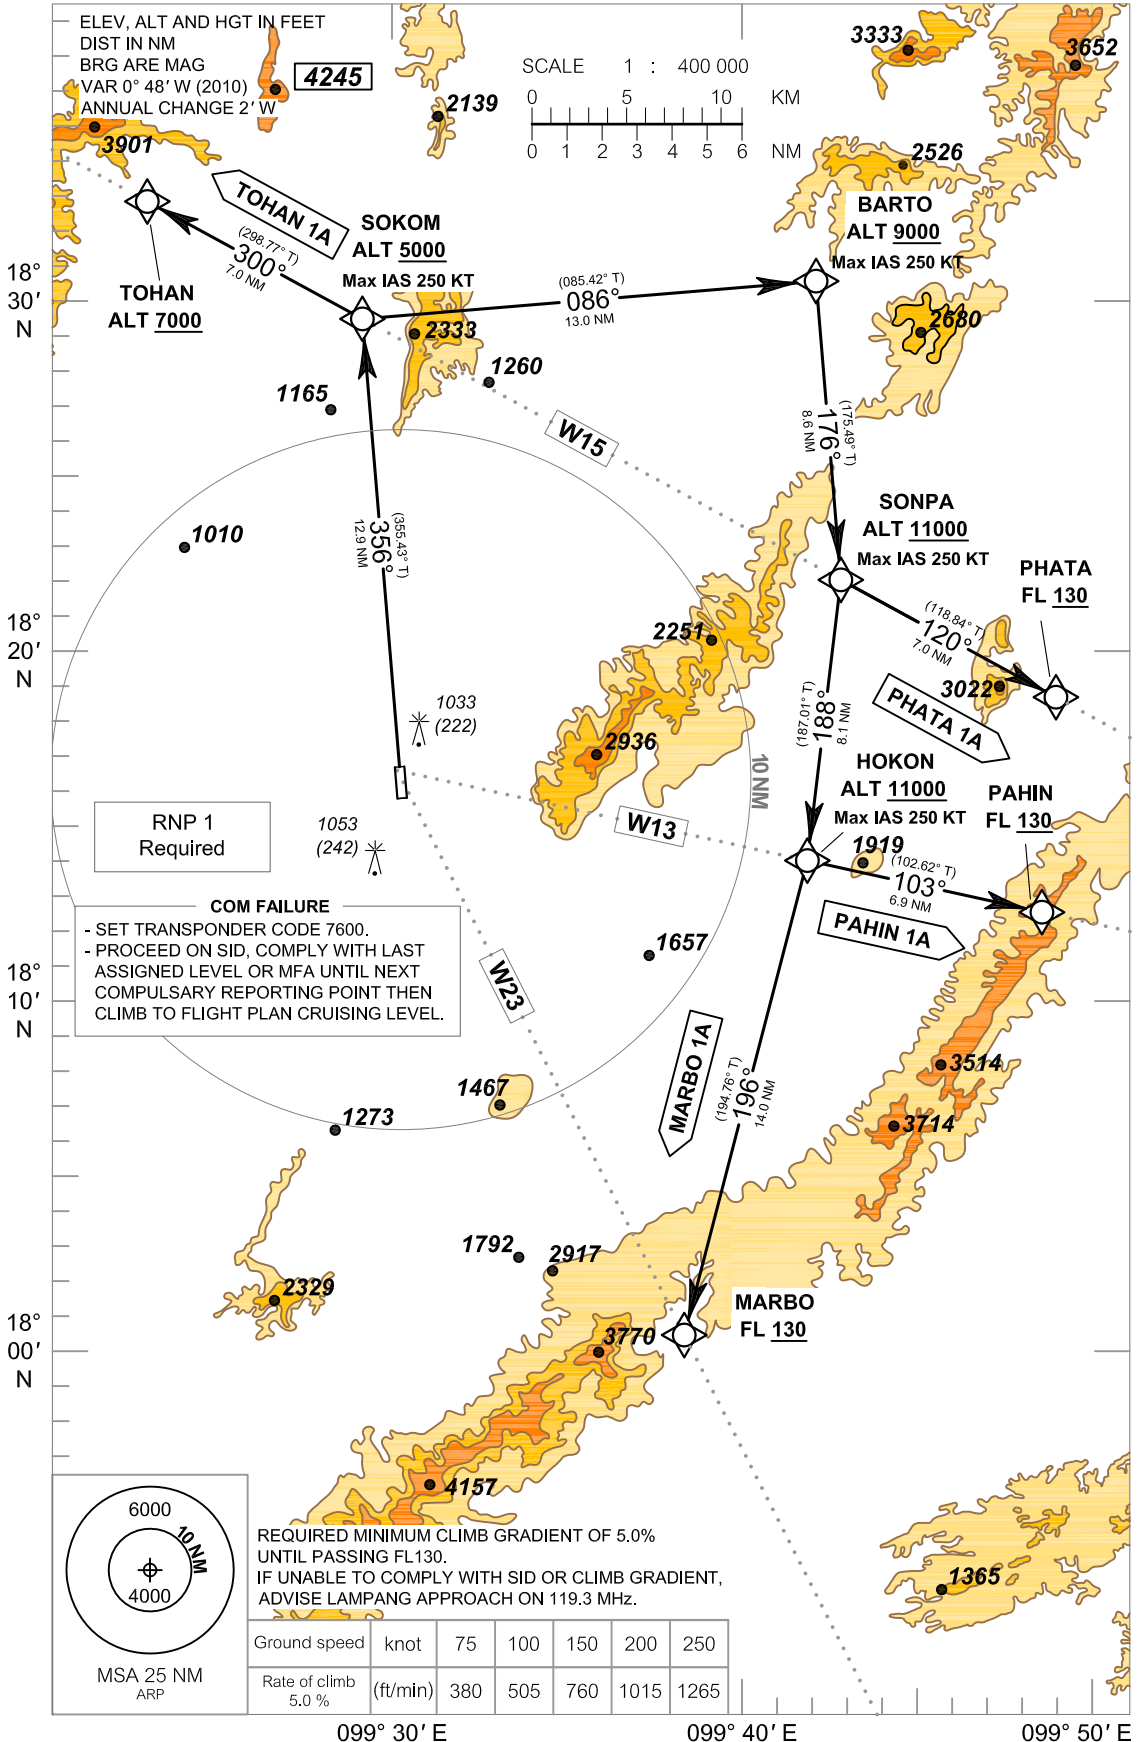 ELEV, ALT AND HGT IN FEET
DIST IN NM
BRG ARE MAG
VAR 0° 48' W (2010)
ANNUAL CHANGE 2' W
4245
3901
2139
SCALE 1 : 400 000
0 5 10 KM
0 1 2 3 4 5 6 NM
3333
3652
2526
TOHAN 1A
(298.77° T)
300°
7.0 NM
TOHAN
ALT 7000
SOKOM
ALT 5000
Max IAS 250 KT
(085.42° T)
086°
13.0 NM
BARTO
ALT 9000
Max IAS 250 KT
18°
30'
N
2333
2680
1260
1165
W15
(175.49° T)
176°
8.6 NM
1010
(355.43° T)
356°
12.9 NM
SONPA
ALT 11000
Max IAS 250 KT
PHATA
FL 130
(118.84° T)
120°
7.0 NM
18°
20'
N
2251
3022
PHATA 1A
1033
(222)
2936
(187.01° T)
188°
8.1 NM
10 NM
HOKON
ALT 11000
Max IAS 250 KT
PAHIN
FL 130
RNP 1
Required
1053
(242)
W13
1919
(102.62° T)
103°
6.9 NM
PAHIN 1A
COM FAILURE
- SET TRANSPONDER CODE 7600.
- PROCEED ON SID, COMPLY WITH LAST
ASSIGNED LEVEL OR MFA UNTIL NEXT
COMPULSARY REPORTING POINT THEN
CLIMB TO FLIGHT PLAN CRUISING LEVEL.
18°
10'
N
1657
W23
MARBO 1A
(194.76° T)
196°
14.0 NM
1467
1273
3514
3714
1792
2917
2329
MARBO
FL 130
18°
00'
N
3770
4157
1365
6000
10 NM
4000
MSA 25 NM
ARP
REQUIRED MINIMUM CLIMB GRADIENT OF 5.0%
UNTIL PASSING FL130.
IF UNABLE TO COMPLY WITH SID OR CLIMB GRADIENT,
ADVISE LAMPANG APPROACH ON 119.3 MHz.
Ground speed knot 75 100 150 200 250
Rate of climb
5.0 % (ft/min) 380 505 760 1015 1265
099° 30' E 099° 40' E 099° 50' E